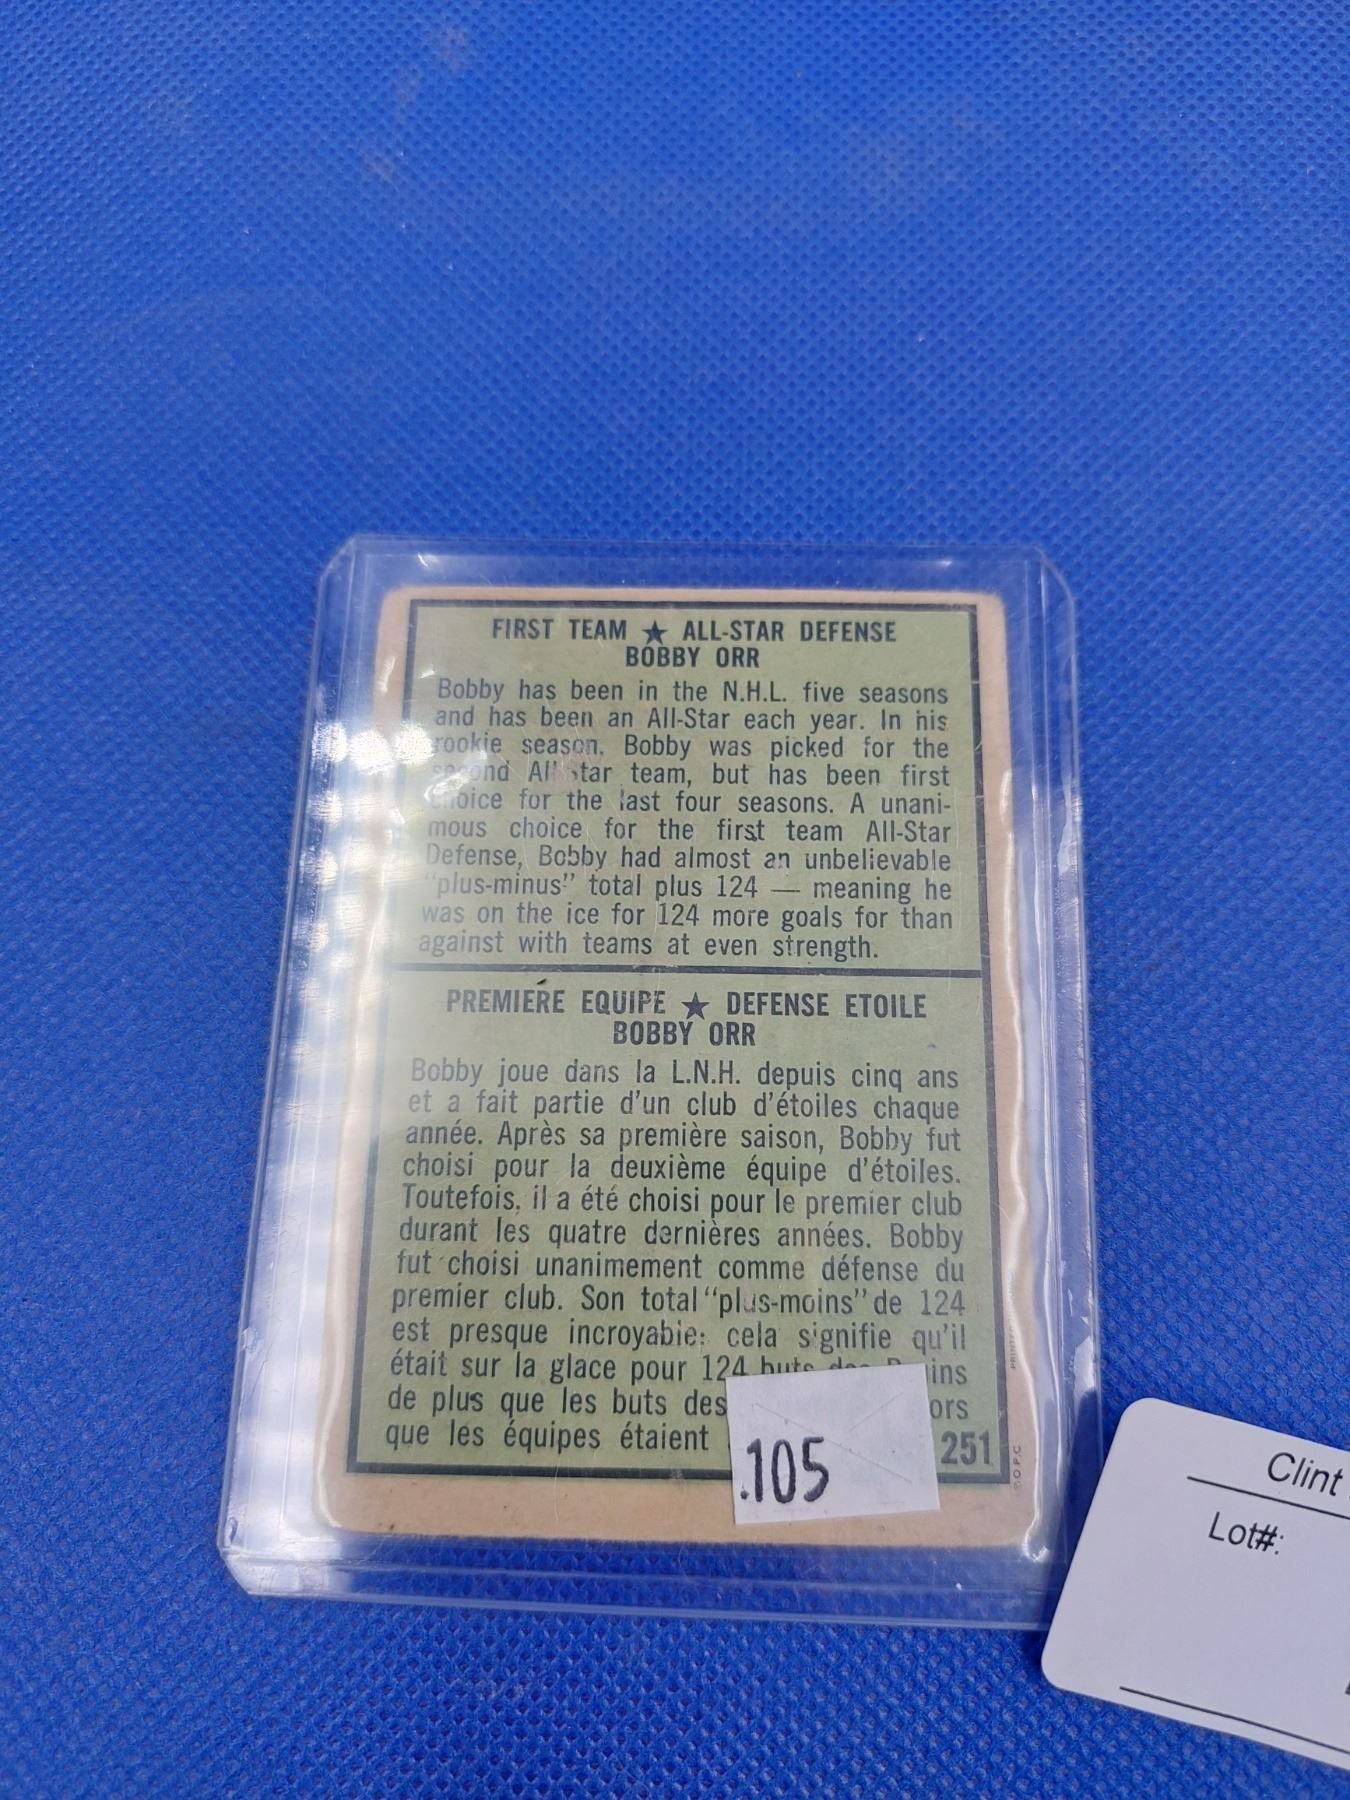 FIRST TEAM ★ ALL-STAR DEFENSE
BOBBY ORR
Bobby has been in the N.H.L. five seasons
and has been an All-Star each year. In his
rookie season, Bobby was picked for the
second All Star team, but has been first
choice for the last four seasons. A unani-
mous choice for the first team All-Star
Defense, Bobby had almost an unbelievable
"plus-minus" total plus 124 — meaning he
was on the ice for 124 more goals for than
against with teams at even strength.
PREMIERE EQUIPE ★ DEFENSE ETOILE
BOBBY ORR
Bobby joue dans la L.N.H. depuis cinq ans
et a fait partie d'un club d'étoiles chaque
année. Après sa première saison, Bobby fut
choisi pour la deuxième équipe d'étoiles.
Toutefois, il a été choisi pour le premier club
durant les quatre dernières années. Bobby
fut choisi unanimement comme défense du
premier club. Son total "plus-moins" de 124
est presque incroyable: cela signifie qu'il
était sur la glace pour 124 buts des
de plus que les buts des
que les équipes étaient
251
.105
O.P.C.
Clint
Lot#: